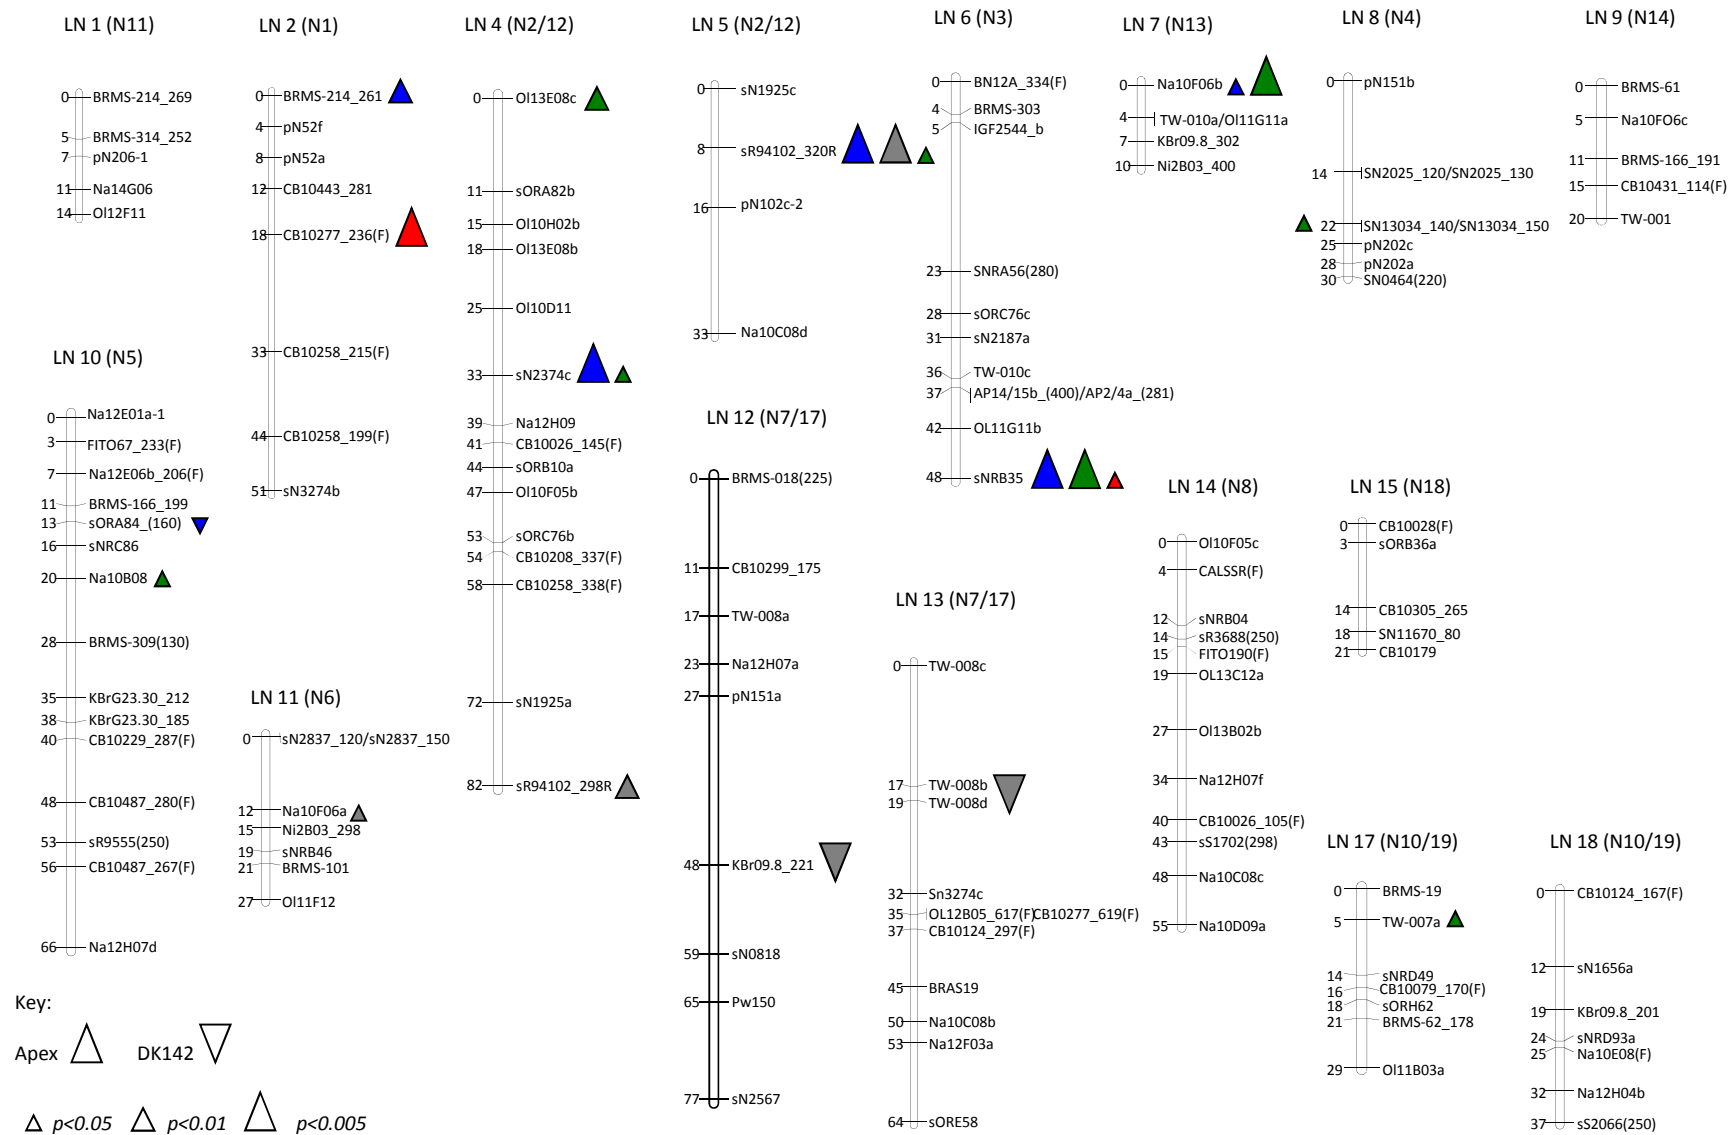 LN 1 (N11)
0 BRMS-214_269
5 BRMS-314_252
7 pN206-1
11 Na14G06
14 Ol12F11
LN 2 (N1)
0 BRMS-214_261
4 pN52f
8 pN52a
12 CB10443_281
18 CB10277_236(F)
33 CB10258_215(F)
44 CB10258_199(F)
51 sN3274b
LN 4 (N2/12)
0 Ol13E08c
11 sORA82b
15 Ol10H02b
18 Ol13E08b
25 Ol10D11
33 sN2374c
39 Na12H09
41 CB10026_145(F)
44 sORB10a
47 Ol10F05b
53 sORC76b
54 CB10208_337(F)
58 CB10258_338(F)
72 sN1925a
82 sR94102_298R
LN 5 (N2/12)
0 sN1925c
8 sR94102_320R
16 pN102c-2
33 Na10C08d
LN 6 (N3)
0 BN12A_334(F)
4 BRMS-303
5 IGF2544_b
23 SNRA56(280)
28 sORC76c
31 sN2187a
36 TW-010c
37 AP14/15b_(400)/AP2/4a_(281)
42 OL11G11b
48 sNRB35
LN 7 (N13)
0 Na10F06b
4 TW-010a/Ol11G11a
7 KBr09.8_302
10 Ni2B03_400
LN 8 (N4)
0 pN151b
14 SN2025_120/SN2025_130
22 SN13034_140/SN13034_150
25 pN202c
28 pN202a
30 SN0464(220)
LN 9 (N14)
0 BRMS-61
5 Na10FO6c
11 BRMS-166_191
15 CB10431_114(F)
20 TW-001
LN 10 (N5)
0 Na12E01a-1
3 FITO67_233(F)
7 Na12E06b_206(F)
11 BRMS-166_199
13 sORA84_(160)
16 sNRC86
20 Na10B08
28 BRMS-309(130)
35 KBrG23.30_212
38 KBrG23.30_185
40 CB10229_287(F)
48 CB10487_280(F)
53 sR9555(250)
56 CB10487_267(F)
66 Na12H07d
LN 11 (N6)
0 sN2837_120/sN2837_150
12 Na10F06a
15 Ni2B03_298
19 sNRB46
21 BRMS-101
27 Ol11F12
LN 12 (N7/17)
0 BRMS-018(225)
11 CB10299_175
17 TW-008a
23 Na12H07a
27 pN151a
48 KBr09.8_221
59 sN0818
65 Pw150
77 sN2567
LN 13 (N7/17)
0 TW-008c
17 TW-008b
19 TW-008d
32 Sn3274c
35 OL12B05_617(F)CB10277_619(F)
37 CB10124_297(F)
45 BRAS19
50 Na10C08b
53 Na12F03a
64 sORE58
LN 14 (N8)
0 Ol10F05c
4 CALSSR(F)
12 sNRB04
14 sR3688(250)
15 FITO190(F)
19 OL13C12a
27 Ol13B02b
34 Na12H07f
40 CB10026_105(F)
43 sS1702(298)
48 Na10C08c
55 Na10D09a
LN 15 (N18)
0 CB10028(F)
3 sORB36a
14 CB10305_265
18 SN11670_80
21 CB10179
LN 17 (N10/19)
0 BRMS-19
5 TW-007a
14 sNRD49
16 CB10079_170(F)
18 sORH62
21 BRMS-62_178
29 Ol11B03a
LN 18 (N10/19)
0 CB10124_167(F)
12 sN1656a
19 KBr09.8_201
24 sNRD93a
25 Na10E08(F)
32 Na12H04b
37 sS2066(250)
Key:
Apex DK142
p<0.05 p<0.01 p<0.005